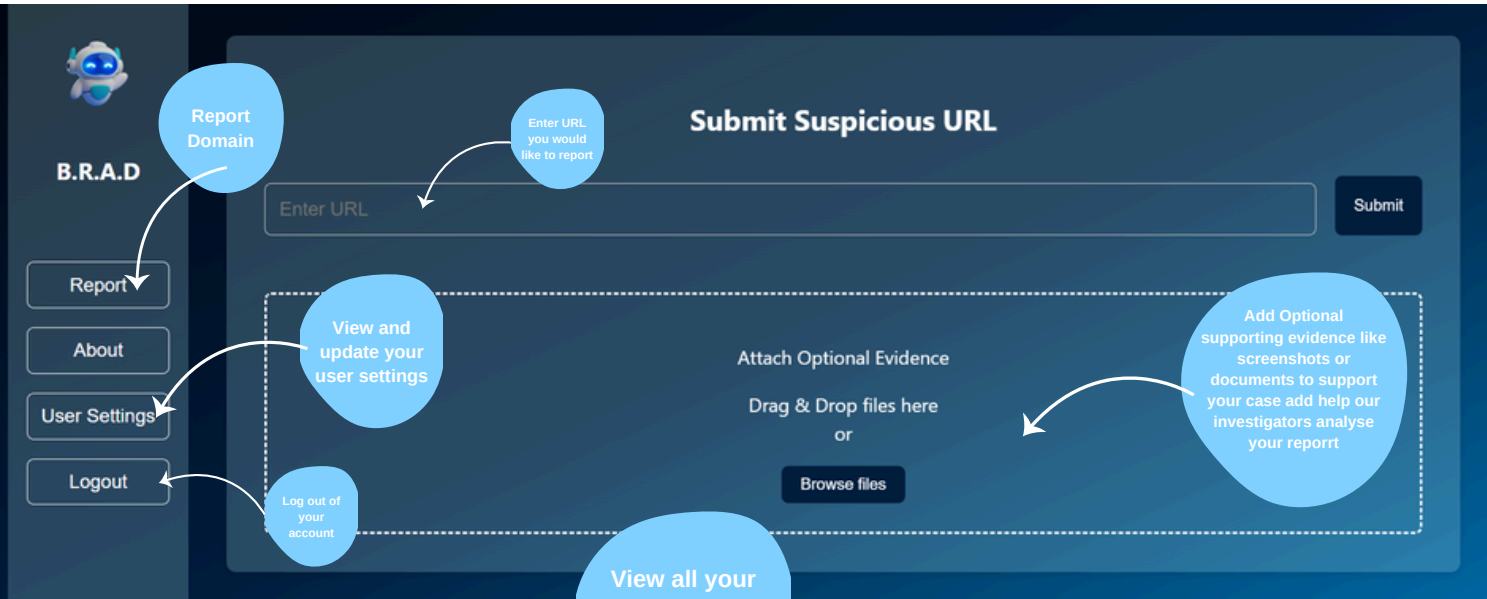 B.R.A.D
Report
About
User Settings
Logout
Report
Domain
Enter URL
you would
like to report
Submit Suspicious URL
Enter URL
Submit
View and
update your
user settings
Attach Optional Evidence
Drag & Drop files here
or
Browse files
Add Optional
supporting evidence like
screenshots or
documents to support
your case add help our
investigators analyse
your reporrt
Log out of
your
account
View all your